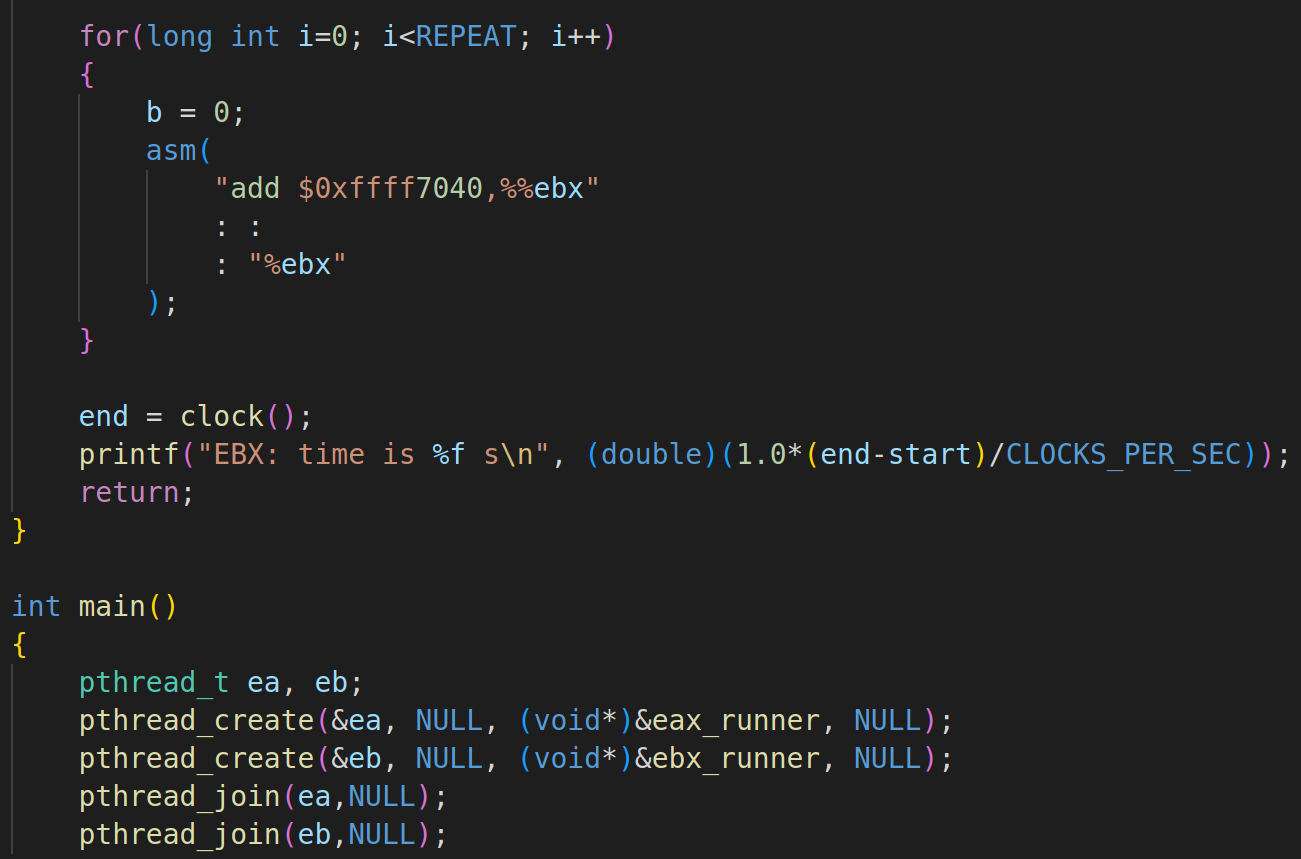 for(long int i=0; i<REPEAT; i++)
{
b = 0;
asm(
"add $0xffff7040,%%ebx"
: :
: "%ebx"
);
}
end = clock();
printf("EBX: time is %f s\n", (double)(1.0*(end-start)/CLOCKS_PER_SEC));
return;
}
int main()
{
pthread_t ea, eb;
pthread_create(&ea, NULL, (void*)&eax_runner, NULL);
pthread_create(&eb, NULL, (void*)&ebx_runner, NULL);
pthread_join(ea,NULL);
pthread_join(eb,NULL);